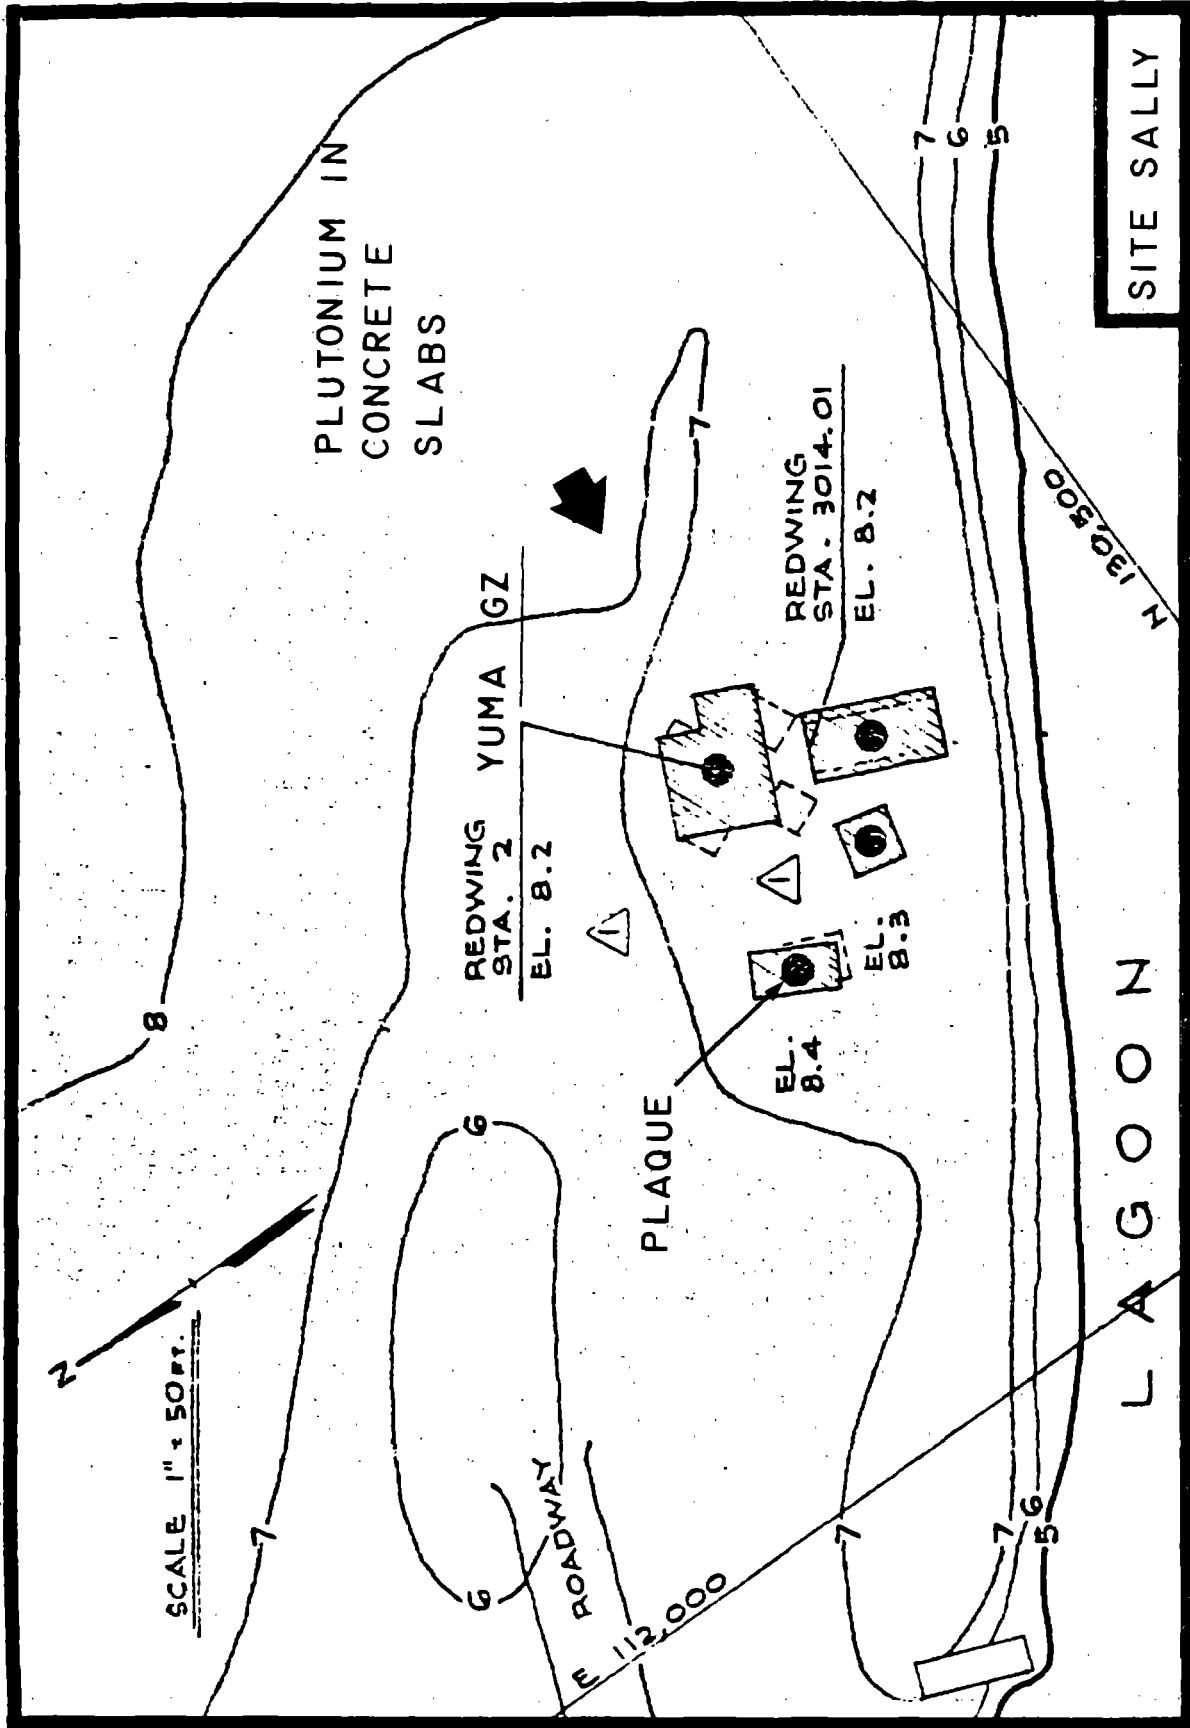 SITE SALLY
PLUTONIUM IN
CONCRETE
SLABS
8
7
6
5
7
REDWING
STA. 3014.01
EL. 8.2
REDWING
STA. 2 YUMA GZ
EL. 8.2
N 130,500
1
1
EL.
8.3
EL.
8.4
PLAQUE
6
N
SCALE 1" = 50 FT.
7
6
ROADWAY
E 112,000
7
7
6
5
LAGOON